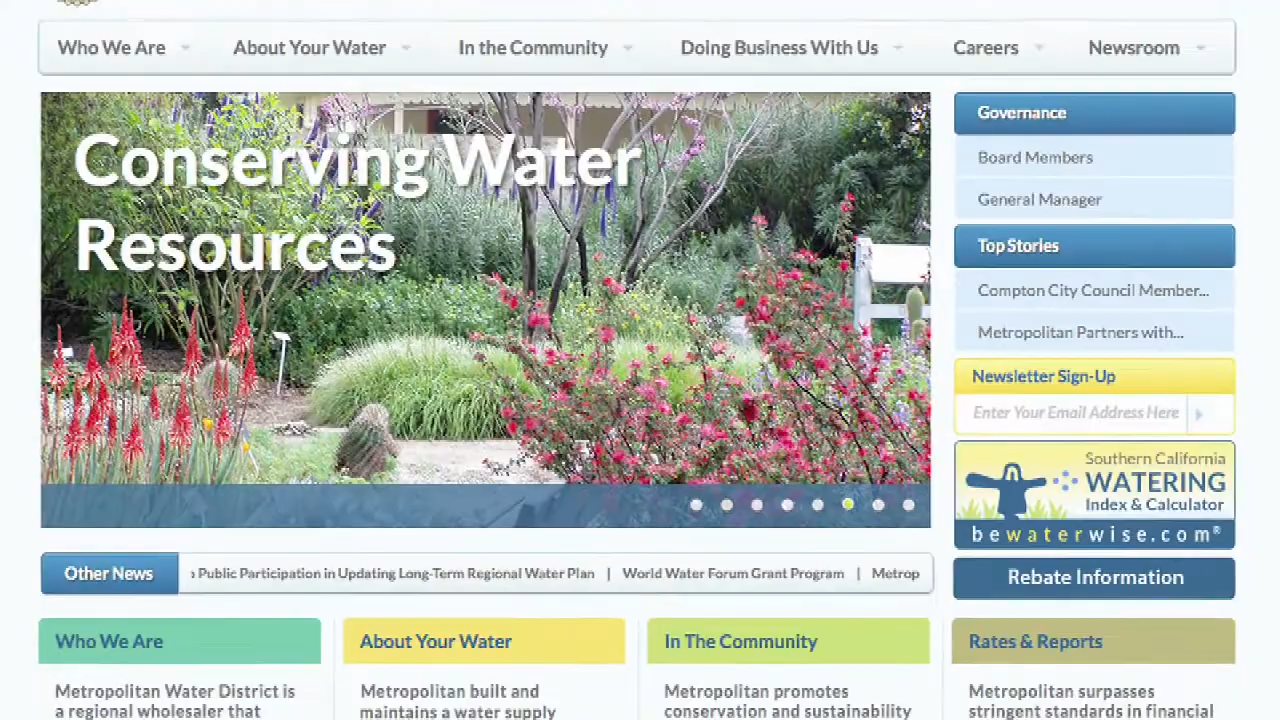 Who We Are
About Your Water
In the Community
Doing Business With Us
Careers
Newsroom
Conserving Water
Resources
Governance
Board Members
General Manager
Top Stories
Compton City Council Member...
Metropolitan Partners with...
Newsletter Sign-Up
Enter Your Email Address Here
Southern California
WATERING
Index & Calculator
bewaterwise.com®
Rebate Information
Other News
Public Participation in Updating Long-Term Regional Water Plan | World Water Forum Grant Program | Metrop
Who We Are
Metropolitan Water District is
a regional wholesaler that
About Your Water
Metropolitan built and
maintains a water supply
In The Community
Metropolitan promotes
conservation and sustainability
Rates & Reports
Metropolitan surpasses
stringent standards in financial